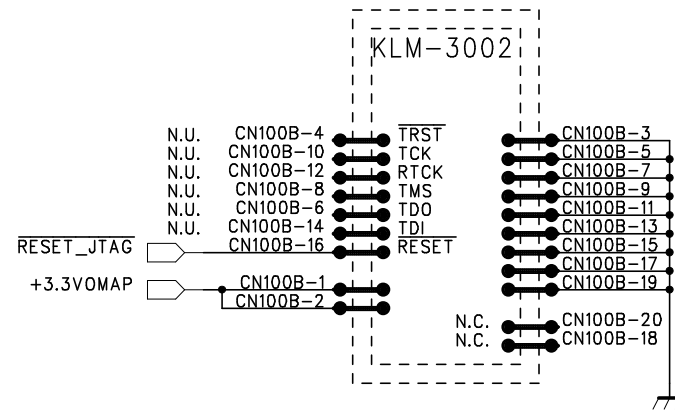 KLM-3002
N.U. CN100B-4 TRST CN100B-3
N.U. CN100B-10 TCK CN100B-5
N.U. CN100B-12 RTCK CN100B-7
N.U. CN100B-8 TMS CN100B-9
N.U. CN100B-6 TDO CN100B-11
N.U. CN100B-14 TDI CN100B-13
RESET_JTAG CN100B-16 RESET CN100B-15
CN100B-17
+3.3VOMAP CN100B-1 CN100B-19
CN100B-2
N.C. CN100B-20
N.C. CN100B-18